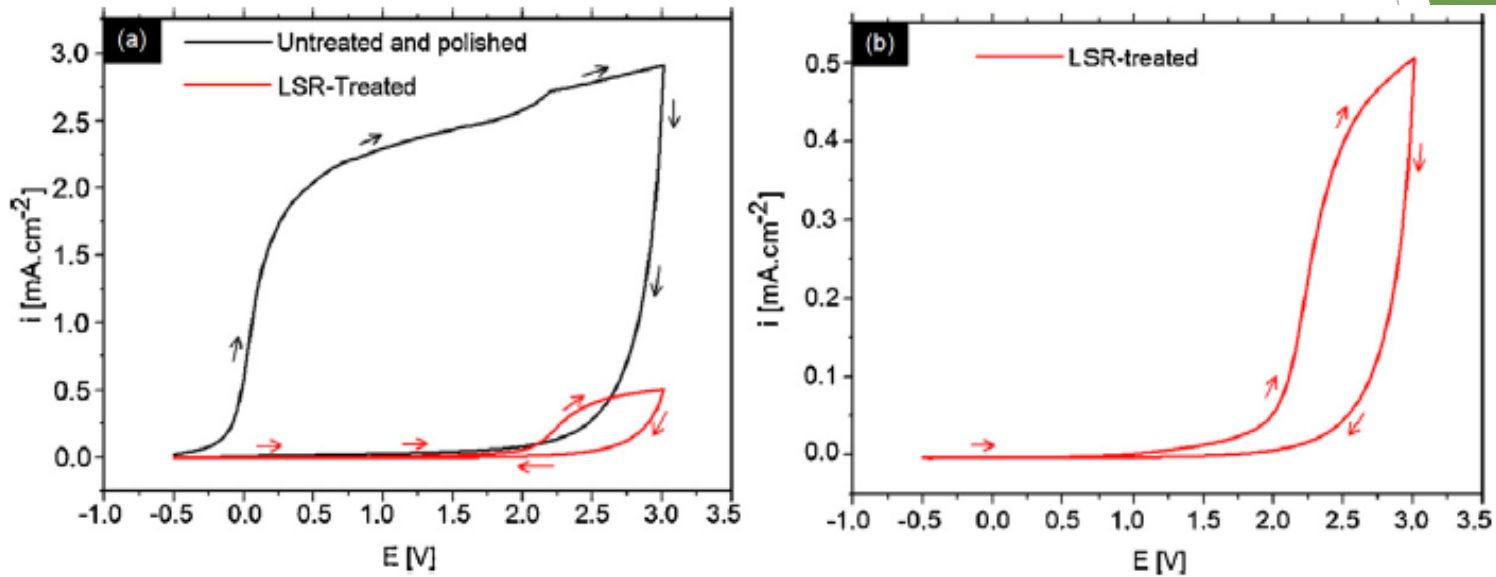 (a)
Untreated and polished
LSR-Treated
i [mA.cm⁻²]
3.0
2.5
2.0
1.5
1.0
0.5
0.0
-1.0 -0.5 0.0 0.5 1.0 1.5 2.0 2.5 3.0 3.5
E [V]
(b)
LSR-treated
i [mA.cm⁻²]
0.5
0.4
0.3
0.2
0.1
0.0
-1.0 -0.5 0.0 0.5 1.0 1.5 2.0 2.5 3.0 3.5
E [V]